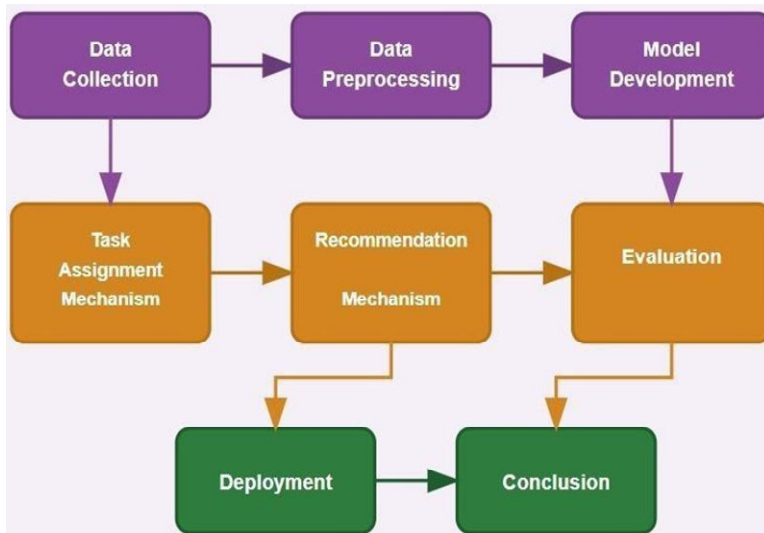 Data
Collection
Data
Preprocessing
Model
Development
Task
Assignment
Mechanism
Recommendation
Mechanism
Evaluation
Deployment
Conclusion